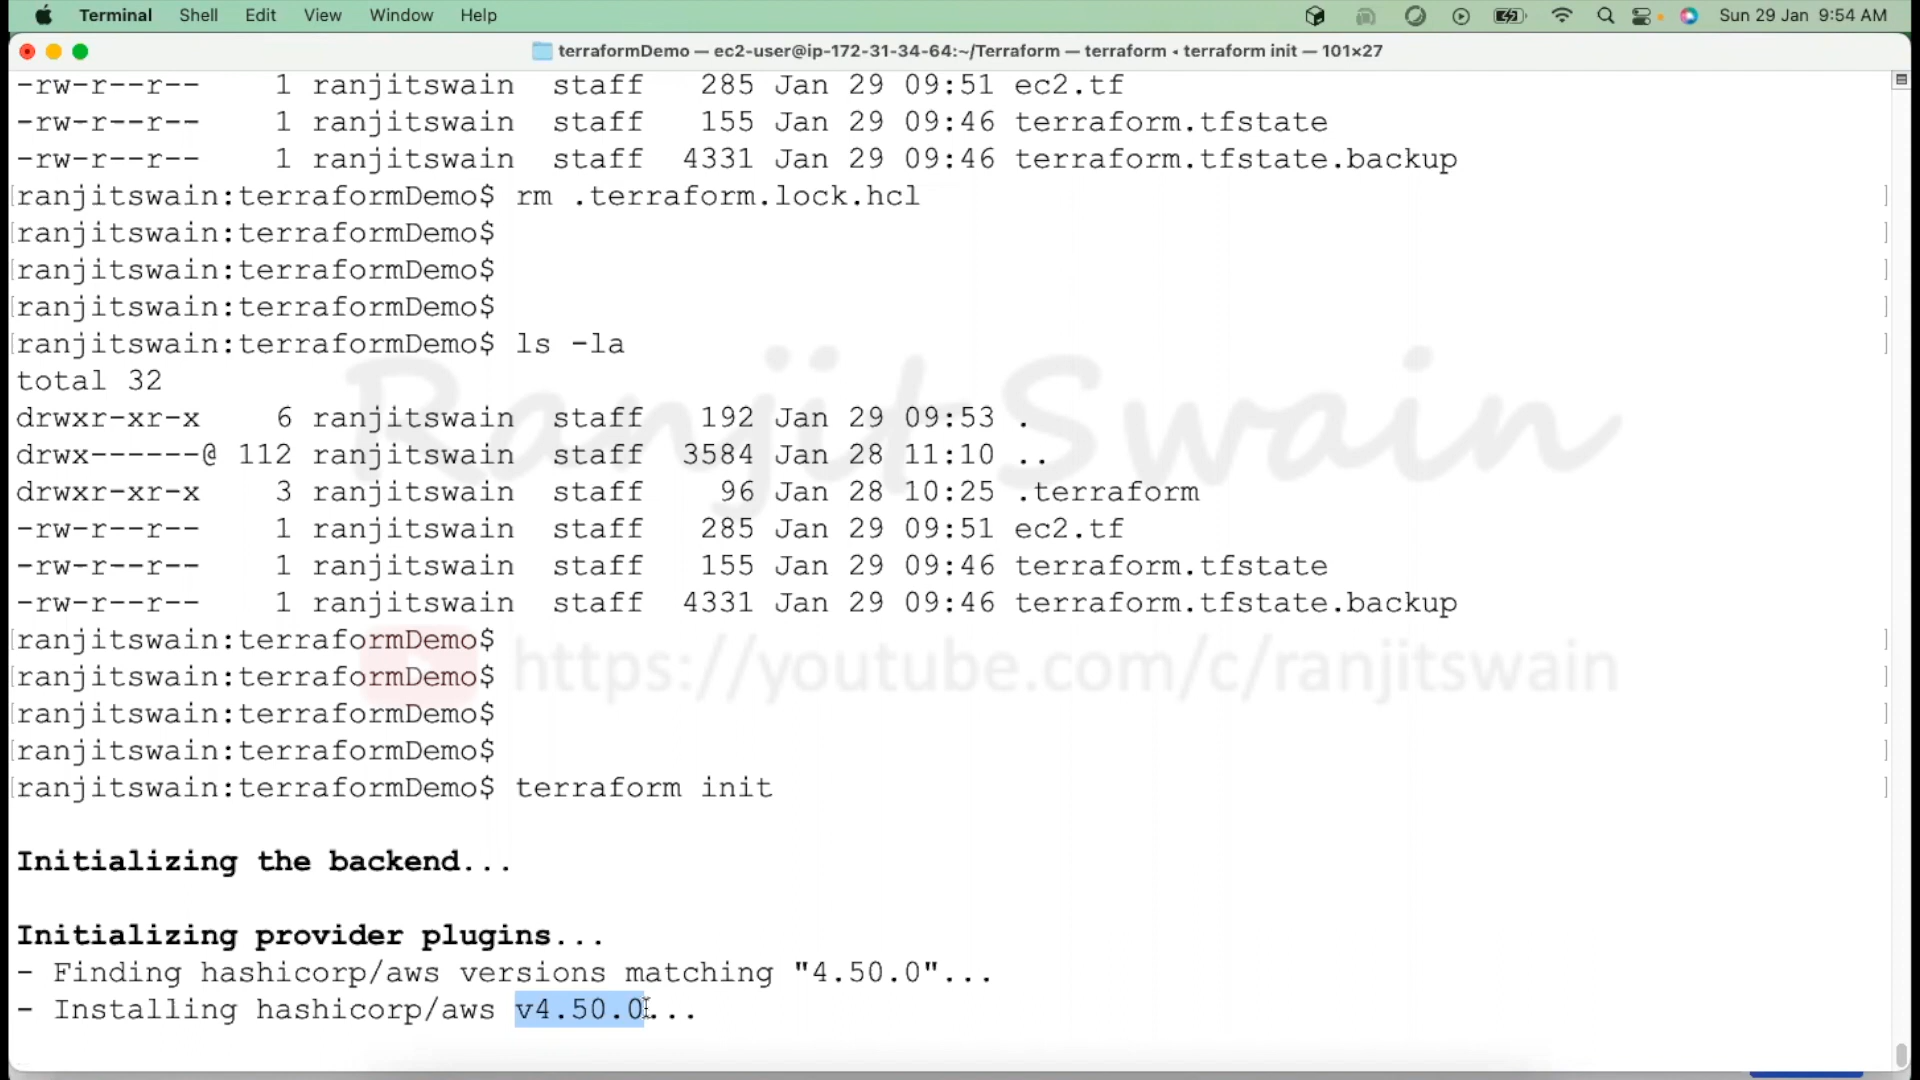 Terminal Shell Edit View Window Help Sun 29 Jan 9:54 AM
terraformDemo — ec2-user@ip-172-31-34-64:~/Terraform — terraform ◂ terraform init — 101×27
-rw-r--r-- 1 ranjitswain staff 285 Jan 29 09:51 ec2.tf
-rw-r--r-- 1 ranjitswain staff 155 Jan 29 09:46 terraform.tfstate
-rw-r--r-- 1 ranjitswain staff 4331 Jan 29 09:46 terraform.tfstate.backup
[ranjitswain:terraformDemo$ rm .terraform.lock.hcl ]
[ranjitswain:terraformDemo$ ]
[ranjitswain:terraformDemo$ ]
[ranjitswain:terraformDemo$ ]
[ranjitswain:terraformDemo$ ls -la ]
total 32
drwxr-xr-x 6 ranjitswain staff 192 Jan 29 09:53 .
drwx------@ 112 ranjitswain staff 3584 Jan 28 11:10 ..
drwxr-xr-x 3 ranjitswain staff 96 Jan 28 10:25 .terraform
-rw-r--r-- 1 ranjitswain staff 285 Jan 29 09:51 ec2.tf
-rw-r--r-- 1 ranjitswain staff 155 Jan 29 09:46 terraform.tfstate
-rw-r--r-- 1 ranjitswain staff 4331 Jan 29 09:46 terraform.tfstate.backup
[ranjitswain:terraformDemo$ ]
[ranjitswain:terraformDemo$ ]
[ranjitswain:terraformDemo$ ]
[ranjitswain:terraformDemo$ ]
[ranjitswain:terraformDemo$ terraform init ]
Initializing the backend...
Initializing provider plugins...
- Finding hashicorp/aws versions matching "4.50.0"...
- Installing hashicorp/aws v4.50.0...
Ranjit Swain
https://youtube.com/c/ranjitswain